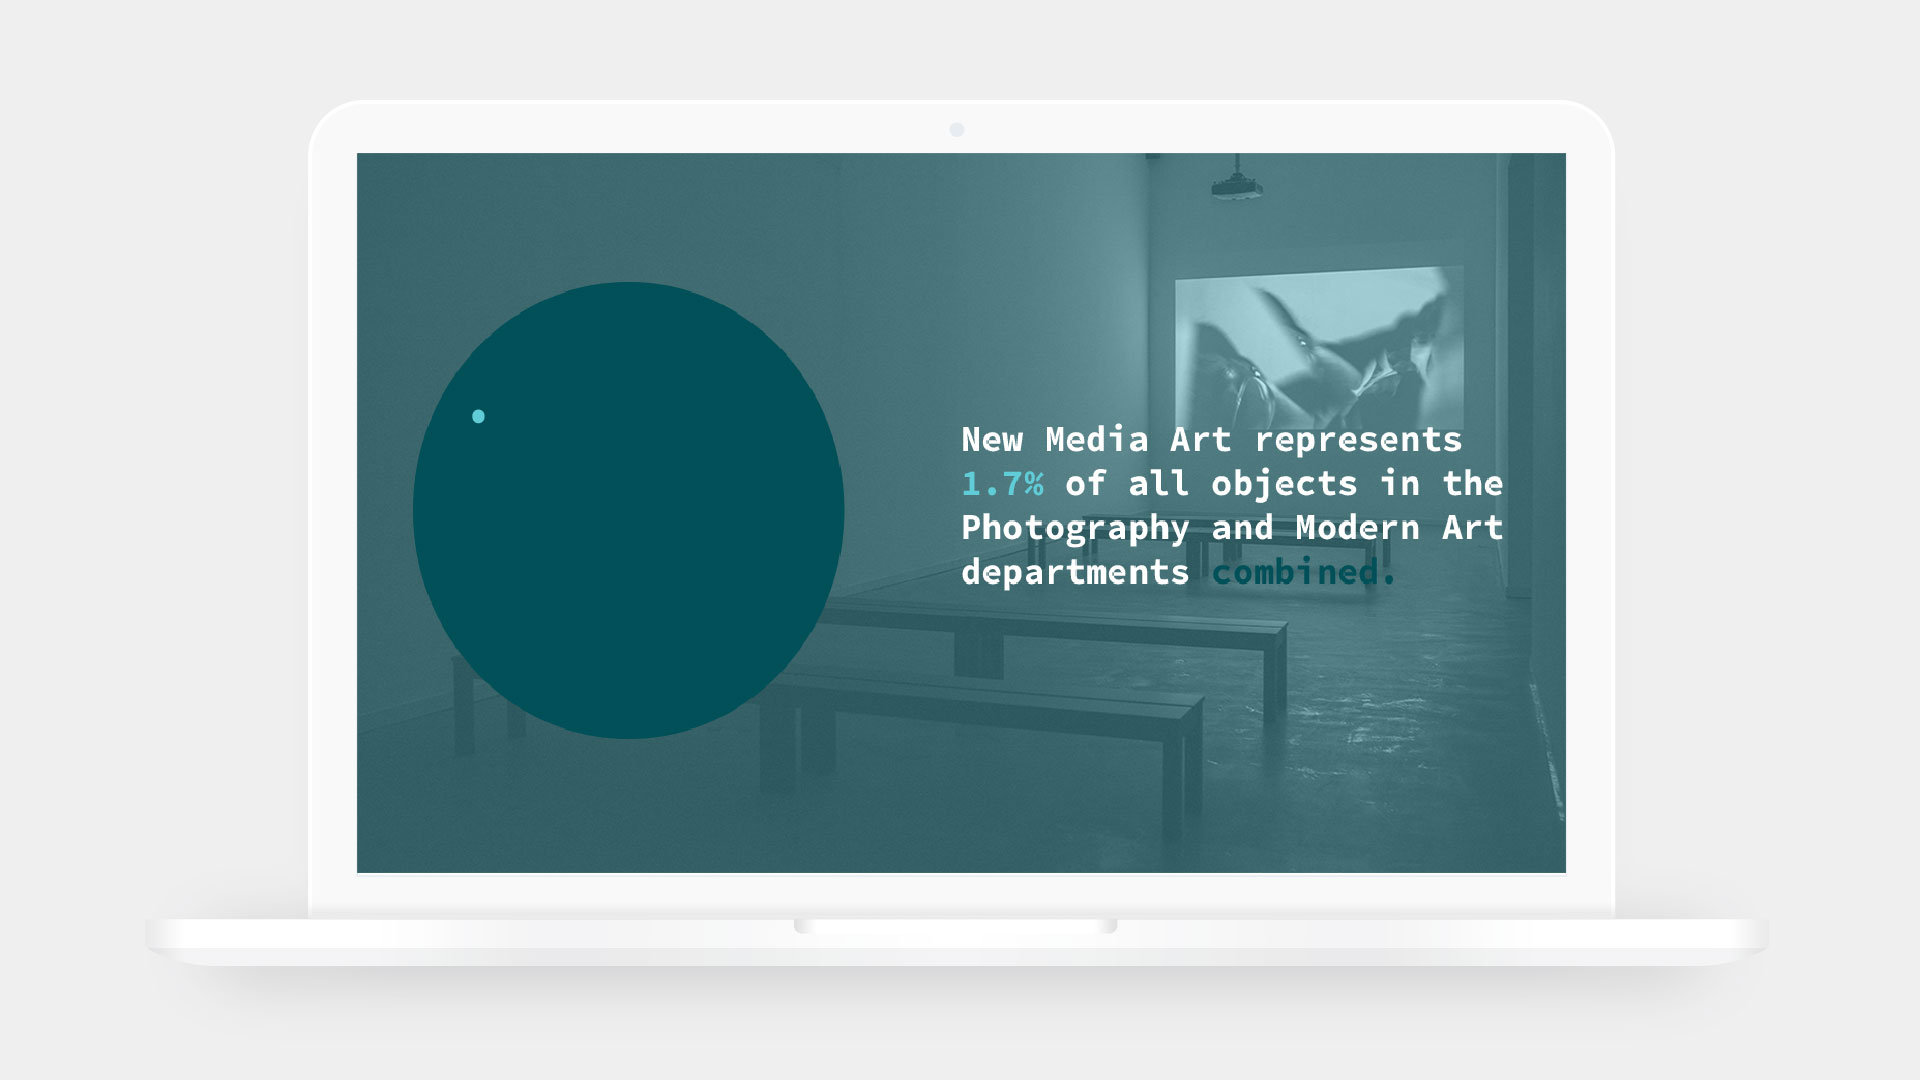 New Media Art represents
1.7% of all objects in the
Photography and Modern Art
departments combined.